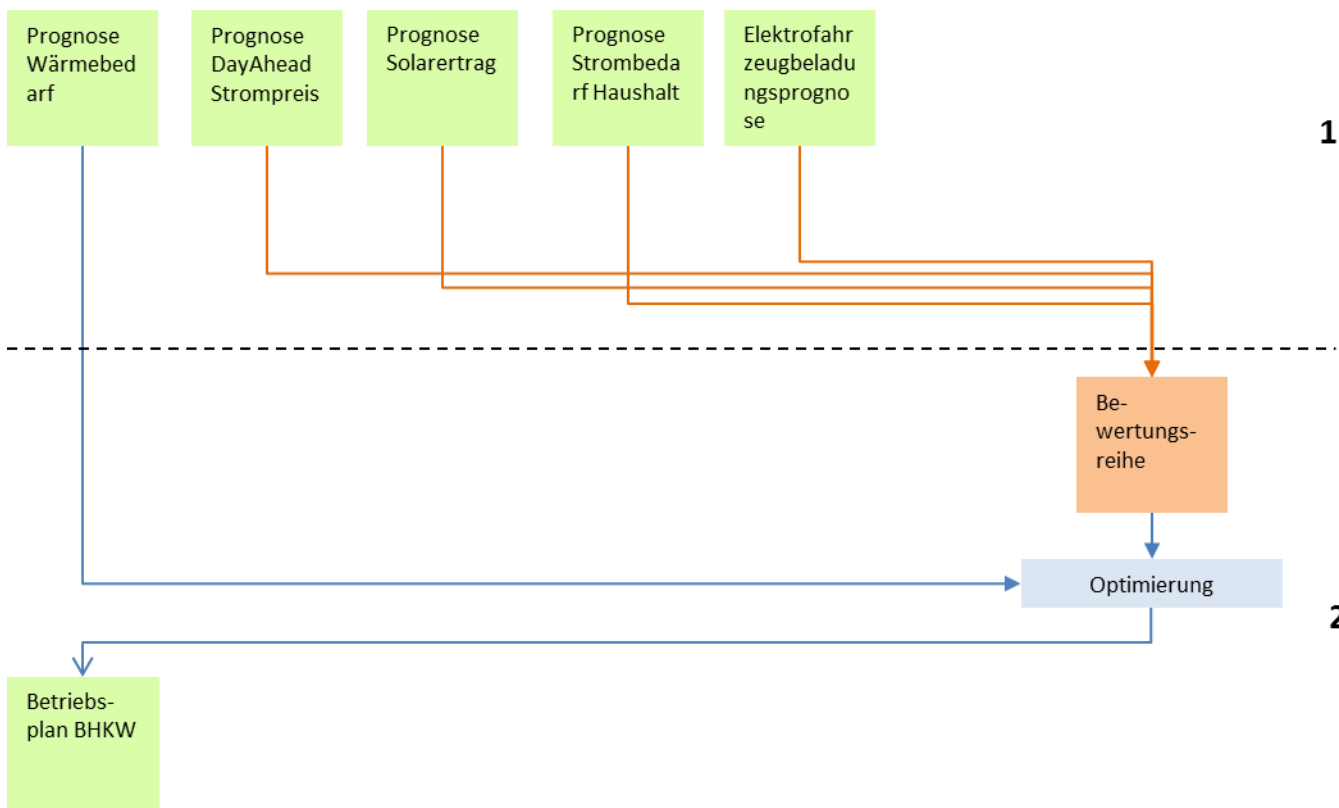 Prognose
Wärmebed
arf
Prognose
DayAhead
Strompreis
Prognose
Solarertrag
Prognose
Strombeda
rf Haushalt
Elektrofahr
zeugbeladu
ngsprogno
se
1
Be-
wertungs-
reihe
Optimierung
2
Betriebs-
plan BHKW